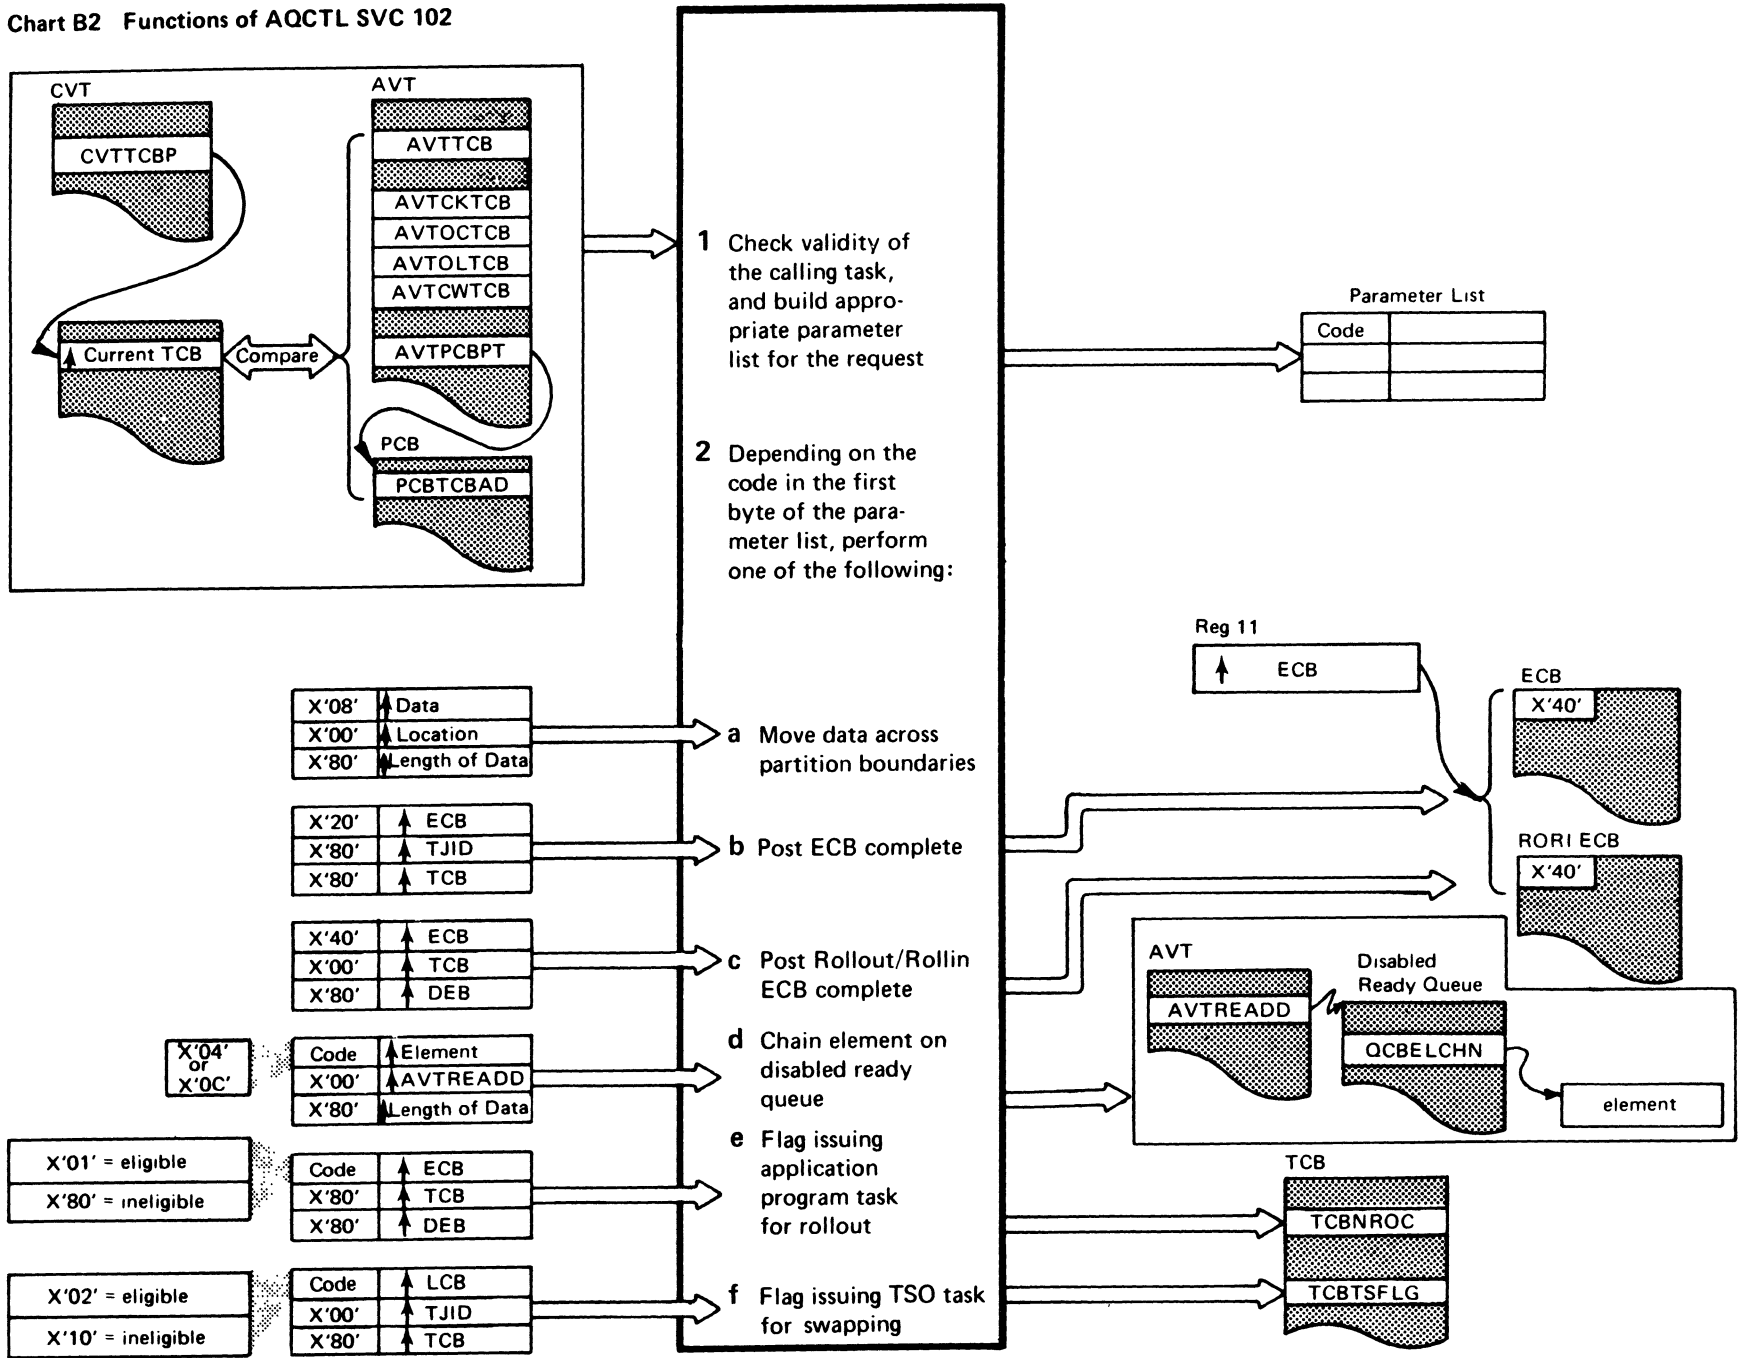 Chart B2 Functions of AQCTL SVC 102
CVT
CVTTCBP
Current TCB
Compare
AVT
AVTTCB
AVTCKTCB
AVTOCTCB
AVTOLTCB
AVTCWTCB
AVTPCBPT
PCB
PCBTCBAD
1 Check validity of
the calling task,
and build appro-
priate parameter
list for the request
Parameter List
Code
2 Depending on the
code in the first
byte of the para-
meter list, perform
one of the following:
X'08' Data
X'00' Location
X'80' Length of Data
a Move data across
partition boundaries
Reg 11
ECB
ECB
X'40'
RORI ECB
X'40'
X'20' ECB
X'80' TJID
X'80' TCB
b Post ECB complete
X'40' ECB
X'00' TCB
X'80' DEB
c Post Rollout/Rollin
ECB complete
X'04'
or
X'0C'
Code Element
X'00' AVTREADD
X'80' Length of Data
d Chain element on
disabled ready
queue
AVT
AVTREADD
Disabled
Ready Queue
QCBELCHN
element
X'01' = eligible
X'80' = ineligible
Code ECB
X'80' TCB
X'80' DEB
e Flag issuing
application
program task
for rollout
TCB
TCBNROC
TCBTSFLG
X'02' = eligible
X'10' = ineligible
Code LCB
X'00' TJID
X'80' TCB
f Flag issuing TSO task
for swapping